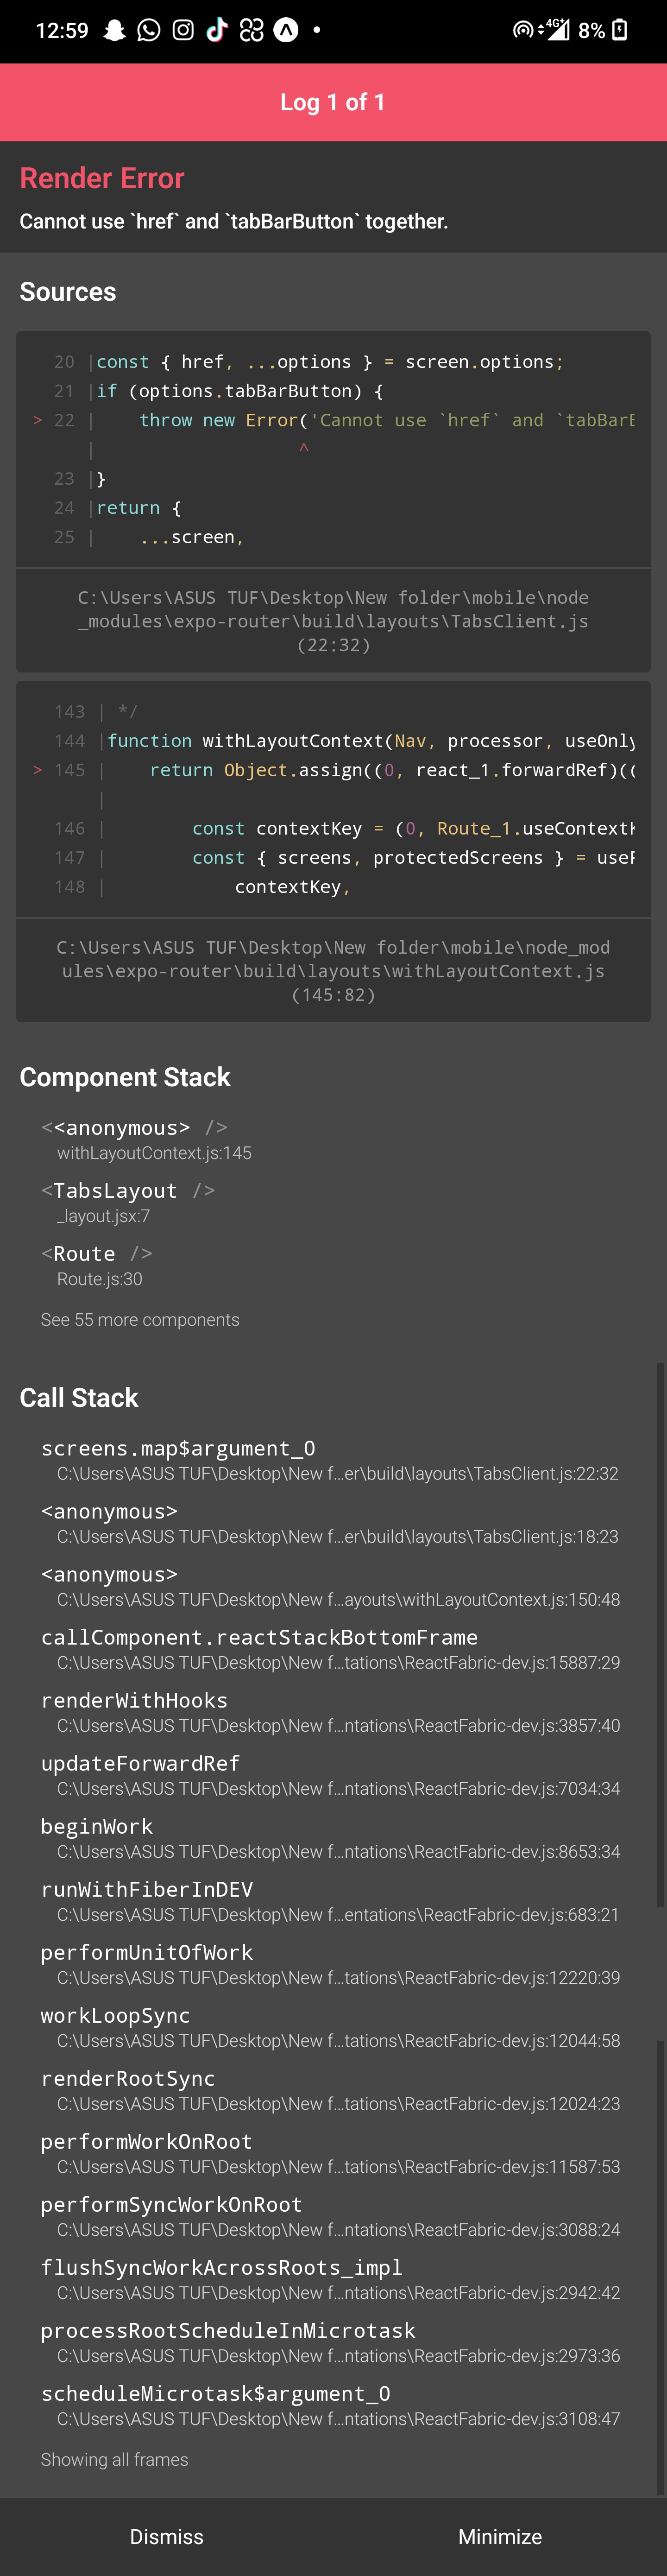 12:59
4G+
8%
Log 1 of 1
Render Error
Cannot use `href` and `tabBarButton` together.
Sources
20 |const { href, ...options } = screen.options;
21 |if (options.tabBarButton) {
> 22 |    throw new Error('Cannot use `href` and `tabBarB
|                   ^
23 |}
24 |return {
25 |    ...screen,
C:\Users\ASUS TUF\Desktop\New folder\mobile\node
_modules\expo-router\build\layouts\TabsClient.js
(22:32)
143 | */
144 |function withLayoutContext(Nav, processor, useOnly
> 145 |    return Object.assign((0, react_1.forwardRef)((
|
146 |        const contextKey = (0, Route_1.useContextK
147 |        const { screens, protectedScreens } = useF
148 |            contextKey,
C:\Users\ASUS TUF\Desktop\New folder\mobile\node_mod
ules\expo-router\build\layouts\withLayoutContext.js
(145:82)
Component Stack
<<anonymous> />
withLayoutContext.js:145
<TabsLayout />
_layout.jsx:7
<Route />
Route.js:30
See 55 more components
Call Stack
screens.map$argument_0
C:\Users\ASUS TUF\Desktop\New f...er\build\layouts\TabsClient.js:22:32
<anonymous>
C:\Users\ASUS TUF\Desktop\New f...er\build\layouts\TabsClient.js:18:23
<anonymous>
C:\Users\ASUS TUF\Desktop\New f...ayouts\withLayoutContext.js:150:48
callComponent.reactStackBottomFrame
C:\Users\ASUS TUF\Desktop\New f...tations\ReactFabric-dev.js:15887:29
renderWithHooks
C:\Users\ASUS TUF\Desktop\New f...ntations\ReactFabric-dev.js:3857:40
updateForwardRef
C:\Users\ASUS TUF\Desktop\New f...ntations\ReactFabric-dev.js:7034:34
beginWork
C:\Users\ASUS TUF\Desktop\New f...ntations\ReactFabric-dev.js:8653:34
runWithFiberInDEV
C:\Users\ASUS TUF\Desktop\New f...entations\ReactFabric-dev.js:683:21
performUnitOfWork
C:\Users\ASUS TUF\Desktop\New f...tations\ReactFabric-dev.js:12220:39
workLoopSync
C:\Users\ASUS TUF\Desktop\New f...tations\ReactFabric-dev.js:12044:58
renderRootSync
C:\Users\ASUS TUF\Desktop\New f...tations\ReactFabric-dev.js:12024:23
performWorkOnRoot
C:\Users\ASUS TUF\Desktop\New f...tations\ReactFabric-dev.js:11587:53
performSyncWorkOnRoot
C:\Users\ASUS TUF\Desktop\New f...ntations\ReactFabric-dev.js:3088:24
flushSyncWorkAcrossRoots_impl
C:\Users\ASUS TUF\Desktop\New f...ntations\ReactFabric-dev.js:2942:42
processRootScheduleInMicrotask
C:\Users\ASUS TUF\Desktop\New f...ntations\ReactFabric-dev.js:2973:36
scheduleMicrotask$argument_0
C:\Users\ASUS TUF\Desktop\New f...ntations\ReactFabric-dev.js:3108:47
Showing all frames
Dismiss
Minimize